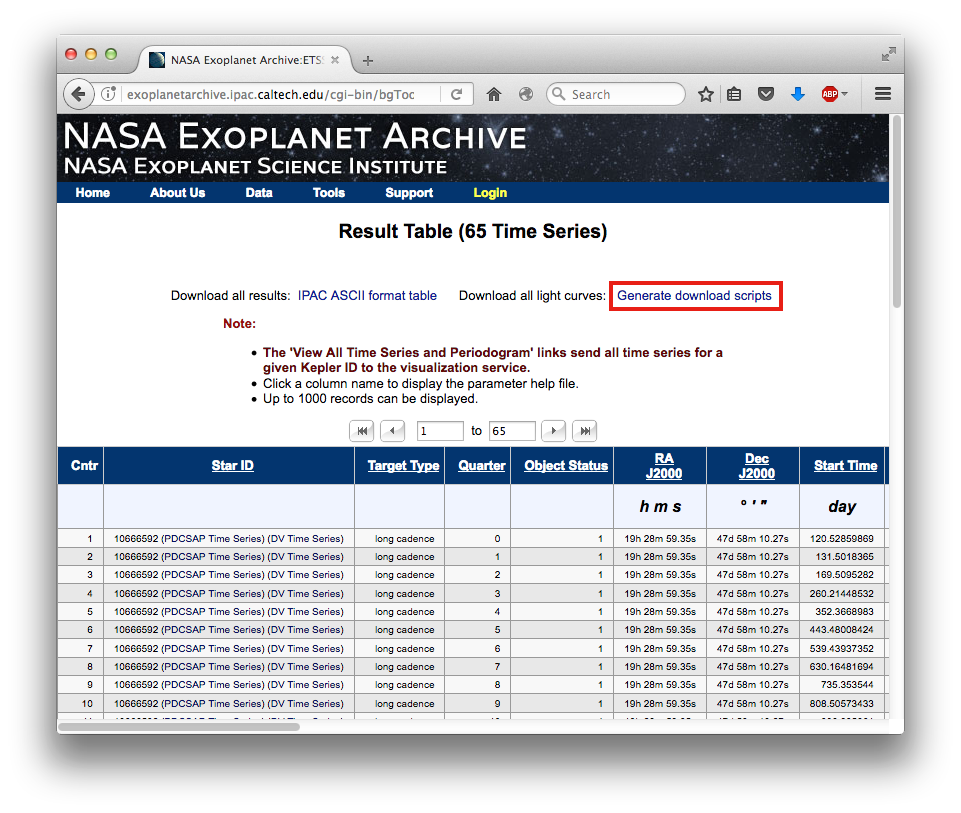 NASA Exoplanet Archive:ETS
exoplanetarchive.ipac.caltech.edu/cgi-bin/bgToc
Search
ABP
NASA EXOPLANET ARCHIVE
NASA EXOPLANET SCIENCE INSTITUTE
Home About Us Data Tools Support Login
Result Table (65 Time Series)
Download all results: IPAC ASCII format table Download all light curves: Generate download scripts
Note:
• The 'View All Time Series and Periodogram' links send all time series for a
given Kepler ID to the visualization service.
• Click a column name to display the parameter help file.
• Up to 1000 records can be displayed.
1 to 65
Cntr Star ID Target Type Quarter Object Status RA J2000 Dec J2000 Start Time
h m s ° ' " day
1 10666592 (PDCSAP Time Series) (DV Time Series) long cadence 0 1 19h 28m 59.35s 47d 58m 10.27s 120.52859869
2 10666592 (PDCSAP Time Series) (DV Time Series) long cadence 1 1 19h 28m 59.35s 47d 58m 10.27s 131.5018365
3 10666592 (PDCSAP Time Series) (DV Time Series) long cadence 2 1 19h 28m 59.35s 47d 58m 10.27s 169.5095282
4 10666592 (PDCSAP Time Series) (DV Time Series) long cadence 3 1 19h 28m 59.35s 47d 58m 10.27s 260.21448532
5 10666592 (PDCSAP Time Series) (DV Time Series) long cadence 4 1 19h 28m 59.35s 47d 58m 10.27s 352.3668983
6 10666592 (PDCSAP Time Series) (DV Time Series) long cadence 5 1 19h 28m 59.35s 47d 58m 10.27s 443.48008424
7 10666592 (PDCSAP Time Series) (DV Time Series) long cadence 6 1 19h 28m 59.35s 47d 58m 10.27s 539.43937352
8 10666592 (PDCSAP Time Series) (DV Time Series) long cadence 7 1 19h 28m 59.35s 47d 58m 10.27s 630.16481694
9 10666592 (PDCSAP Time Series) (DV Time Series) long cadence 8 1 19h 28m 59.35s 47d 58m 10.27s 735.353544
10 10666592 (PDCSAP Time Series) (DV Time Series) long cadence 9 1 19h 28m 59.35s 47d 58m 10.27s 808.50573433